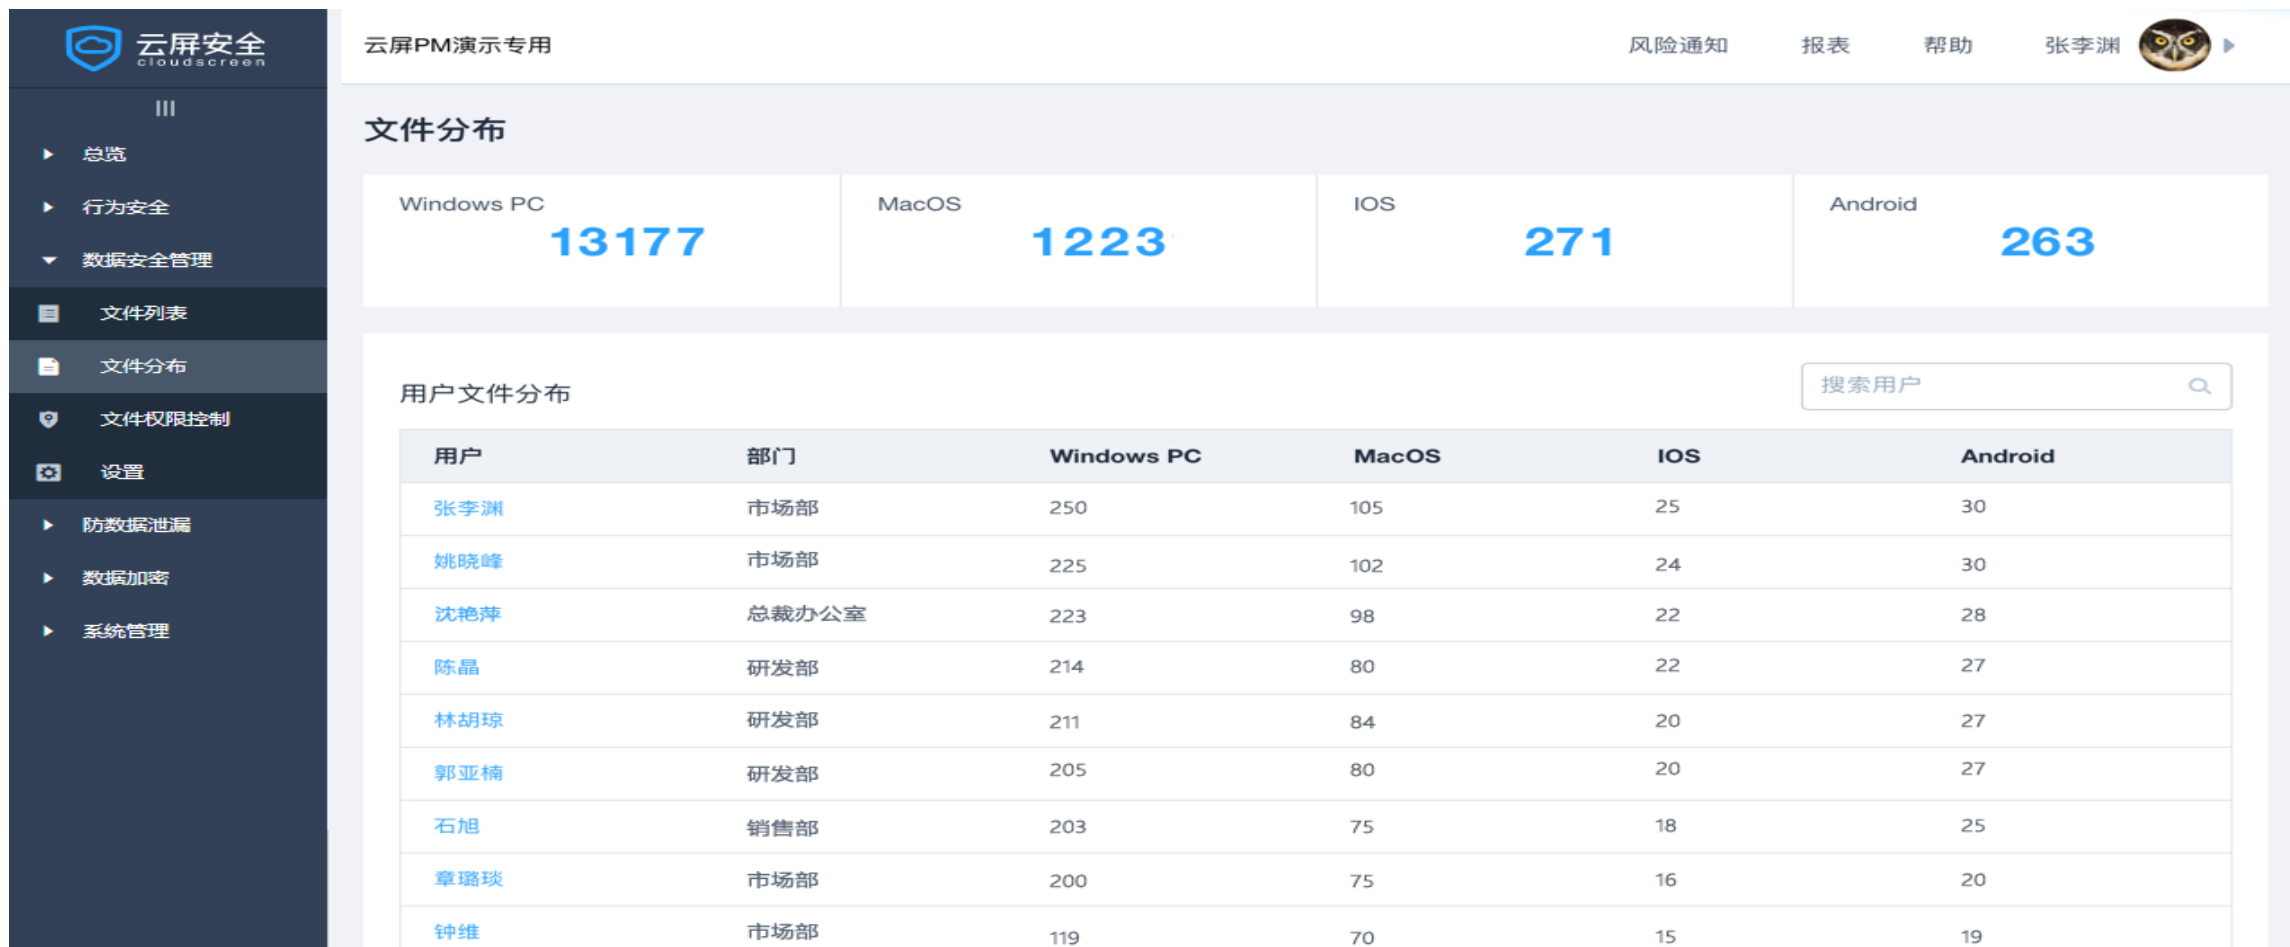 云屏安全
cloudscreen
云屏PM演示专用
风险通知
报表
帮助
张李渊
总览
行为安全
数据安全管理
文件列表
文件分布
文件权限控制
设置
防数据泄漏
数据加密
系统管理
文件分布
Windows PC
13177
MacOS
1223
IOS
271
Android
263
用户文件分布
搜索用户
用户 部门 Windows PC MacOS IOS Android
张李渊 市场部 250 105 25 30
姚晓峰 市场部 225 102 24 30
沈艳萍 总裁办公室 223 98 22 28
陈晶 研发部 214 80 22 27
林胡琼 研发部 211 84 20 27
郭亚楠 研发部 205 80 20 27
石旭 销售部 203 75 18 25
章璐琰 市场部 200 75 16 20
钟维 市场部 119 70 15 19